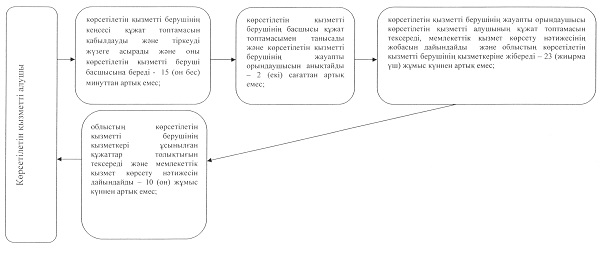 Көрсетілетін қызметті алушы
көрсетілетін қызметті берушінің
кеңсесі құжат топтамасын
қабылдауды және тіркеуді
жүзеге асырады және оны
көрсетілетін қызметті беруші
басшысына береді - 15 (он бес)
минуттан артық емес;
көрсетілетін қызметті
берушінің басшысы құжат
топтамасымен танысады
және көрсетілетін қызметті
берушінің жауапты
орындаушысын анықтайды
– 2 (екі) сағаттан артық
емес;
көрсетілетін қызметті берушінің жауапты орындаушысы
көрсетілетін қызметті алушының құжат топтамасын
тексереді, мемлекеттік қызмет көрсету нәтижесінің
жобасын дайындайды және облыстың көрсетілетін
қызметті берушінің қызметкеріне жібереді – 23 (жиырма
үш) жұмыс күннен артық емес;
облыстың көрсетілетін
қызметті берушінің
қызметкері ұсынылған
құжаттар толықтығын
тексереді және мемлекеттік
қызмет көрсету нәтижесін
дайындайды – 10 (он) жұмыс
күннен артық емес;